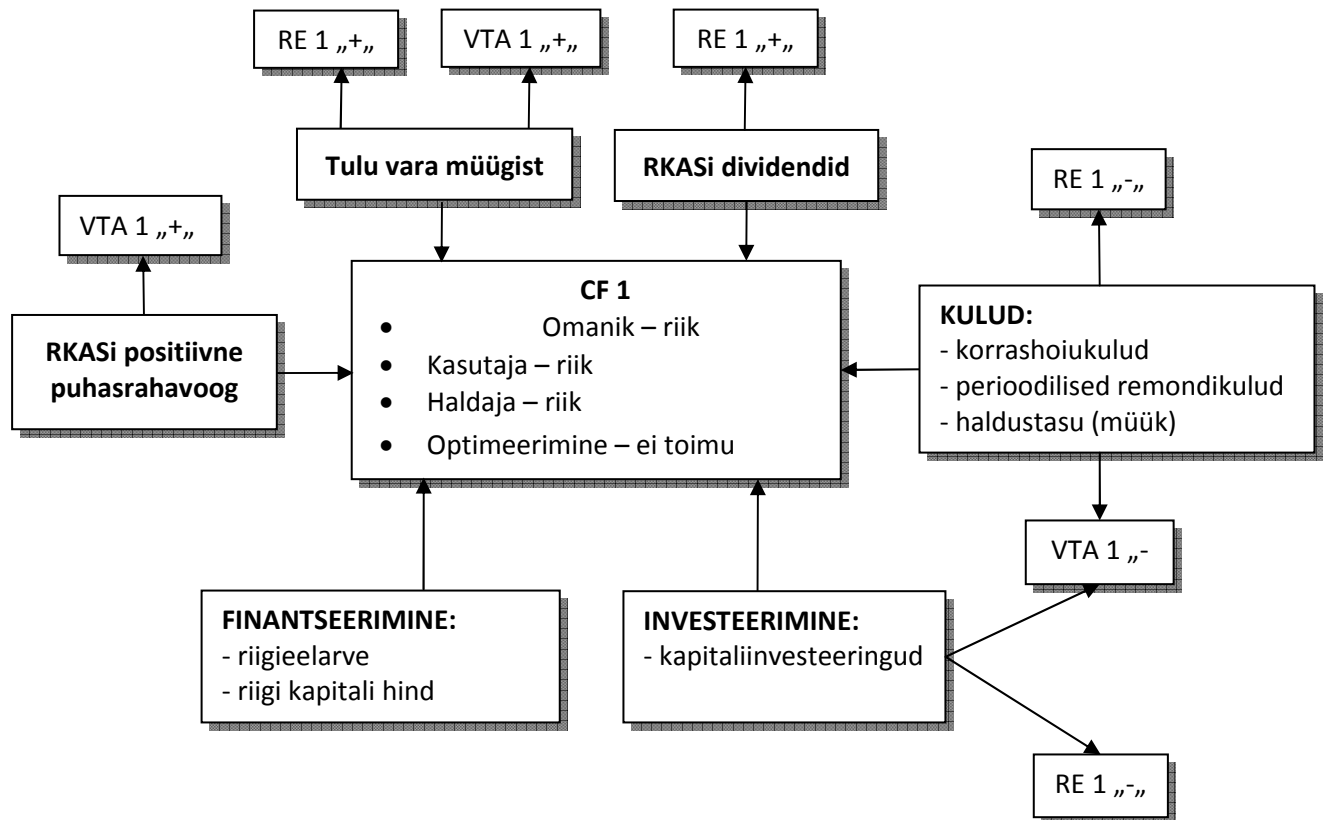 RE 1 „+„
VTA 1 „+„
RE 1 „+„
Tulu vara müügist
RKASi dividendid
RE 1 „-„
VTA 1 „+„
RKASi positiivne
puhasrahavoog
CF 1
• Omanik – riik
• Kasutaja – riik
• Haldaja – riik
• Optimeerimine – ei toimu
KULUD:
- korrashoiukulud
- perioodilised remondikulud
- haldustasu (müük)
VTA 1 „-
FINANTSEERIMINE:
- riigieelarve
- riigi kapitali hind
INVESTEERIMINE:
- kapitaliinvesteeringud
RE 1 „-„